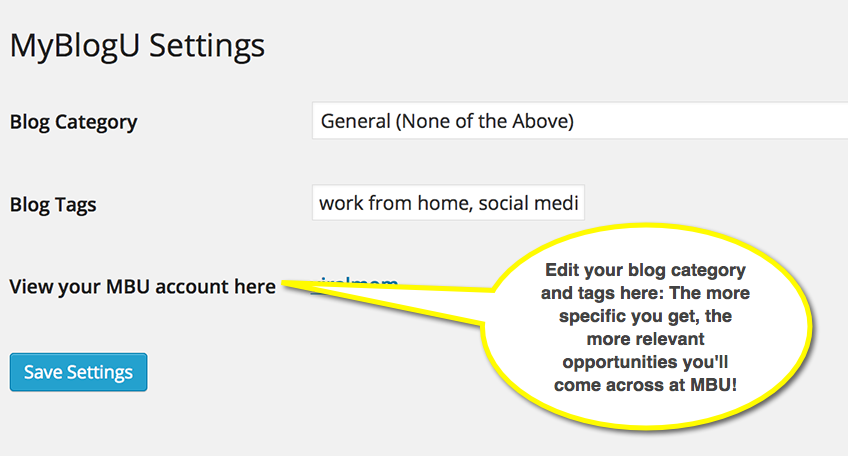 MyBlogU Settings
Blog Category
General (None of the Above)
Blog Tags
work from home, social medi
View your MBU account here
Edit your blog category
and tags here: The more
specific you get, the
more relevant
opportunities you'll
come across at MBU!
Save Settings